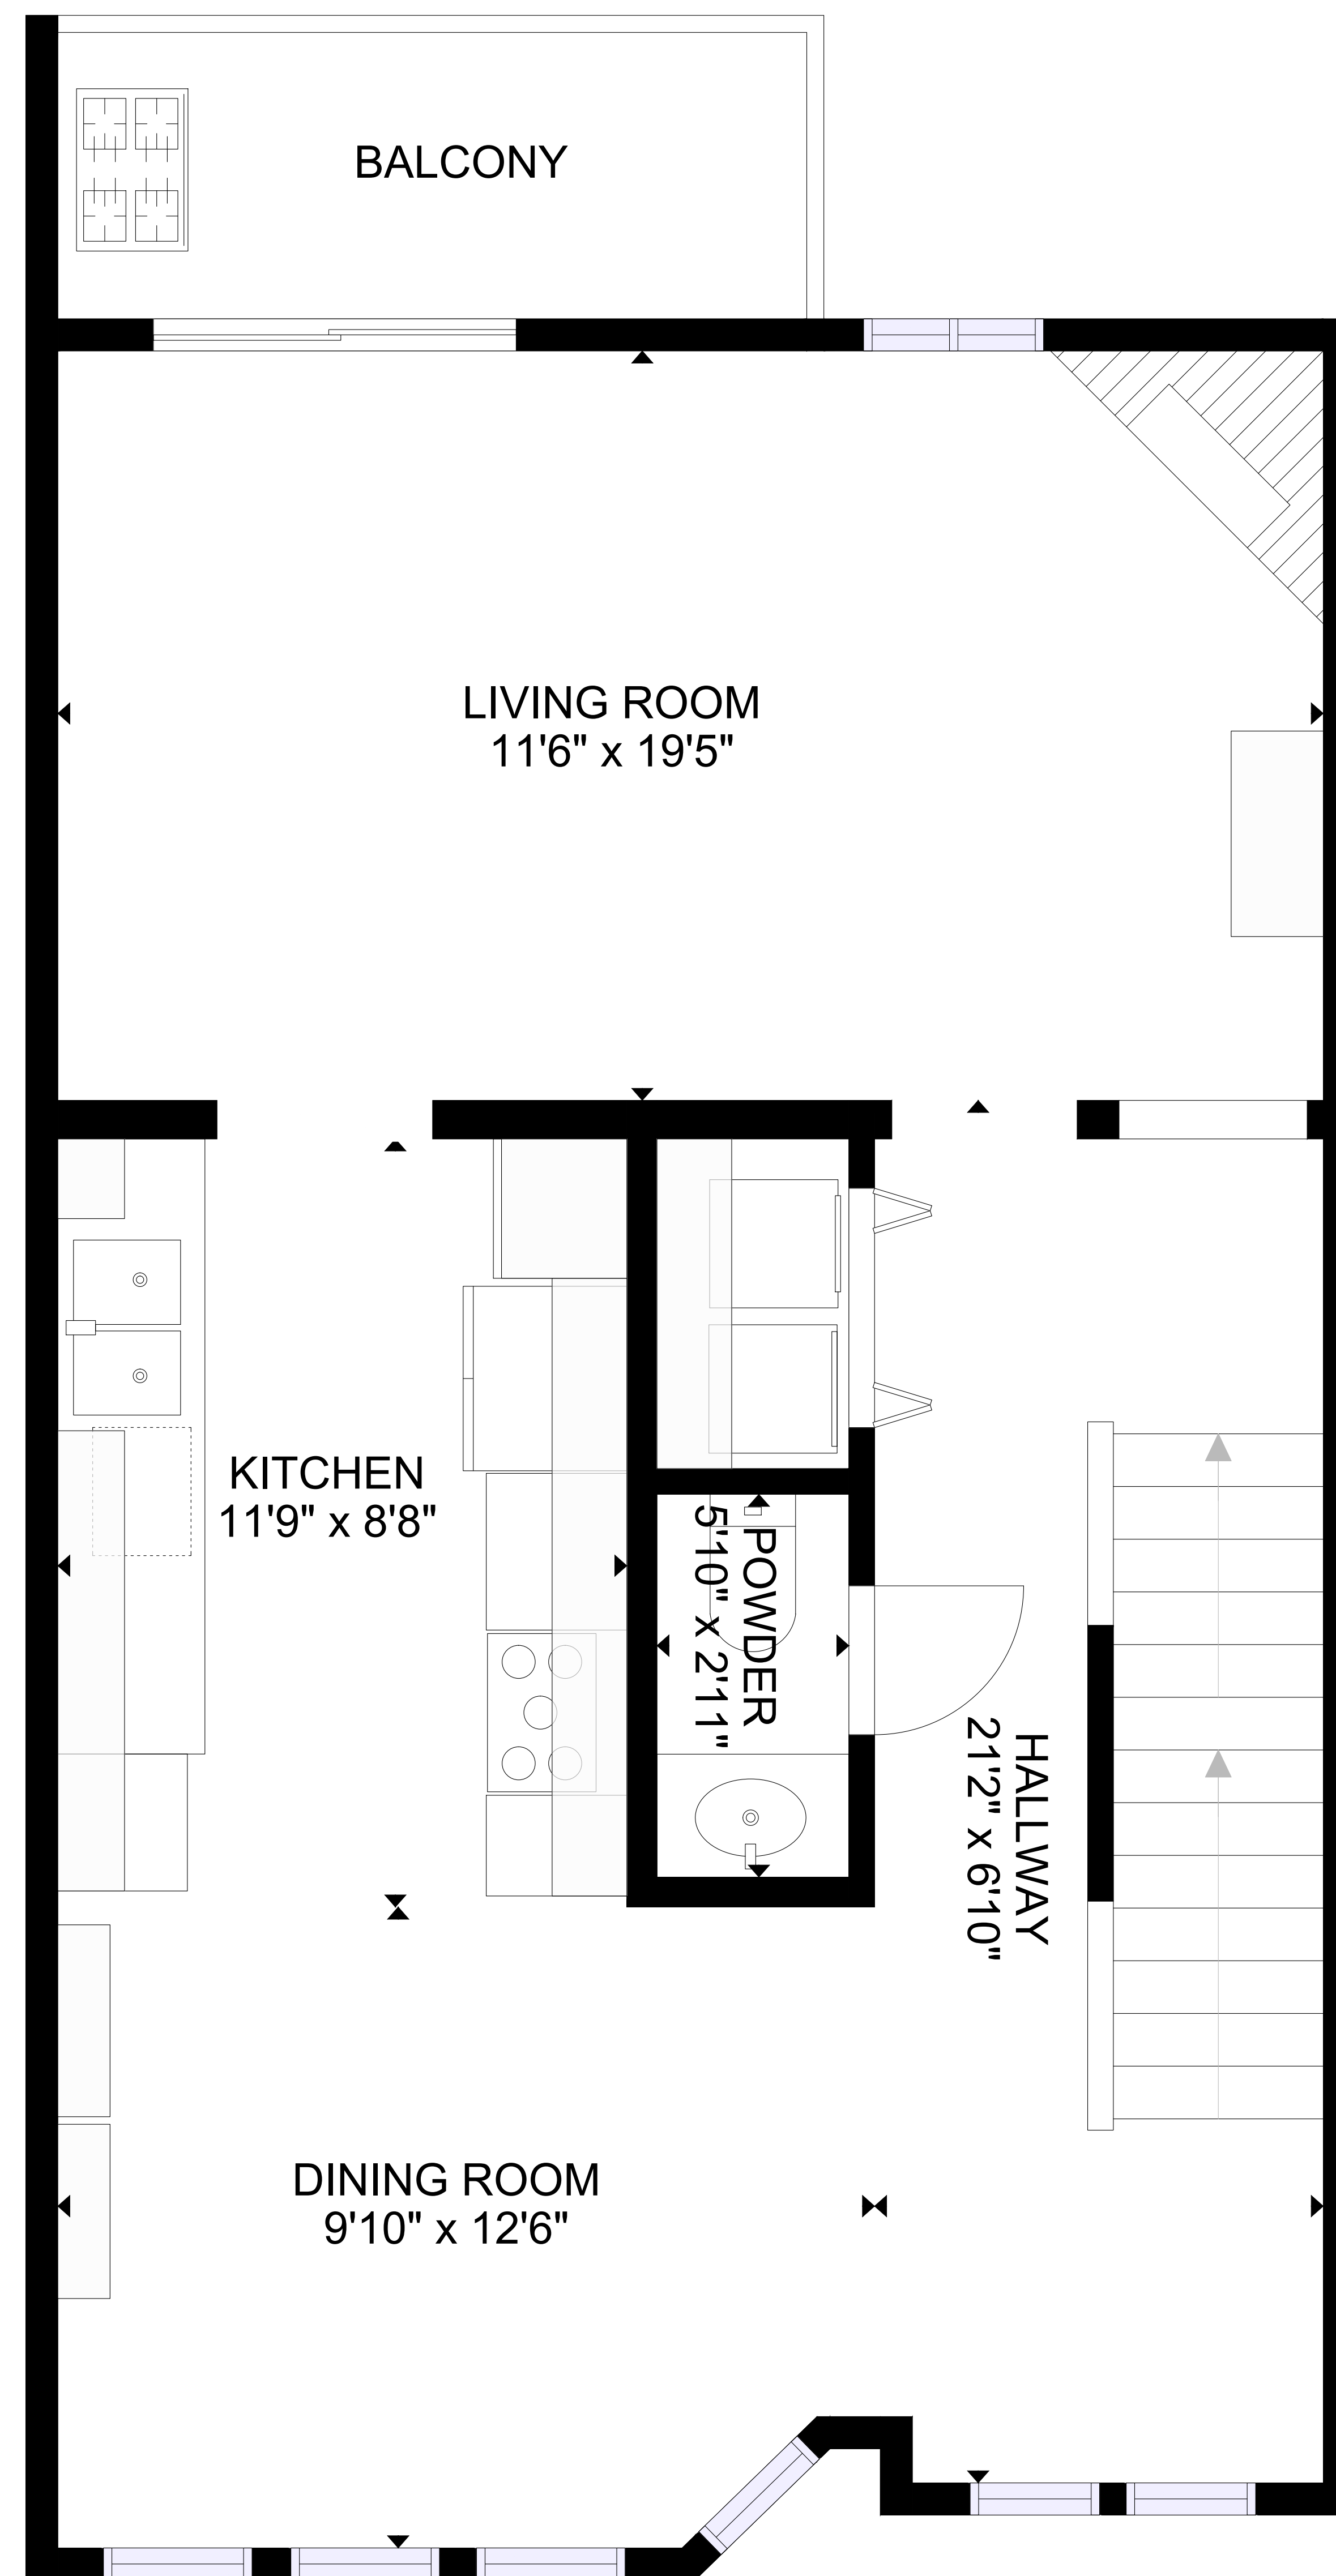 BALCONY
LIVING ROOM
11'6" x 19'5"
KITCHEN
11'9" x 8'8"
POWDER
5'10" x 2'11"
HALLWAY
21'2" x 6'10"
DINING ROOM
9'10" x 12'6"